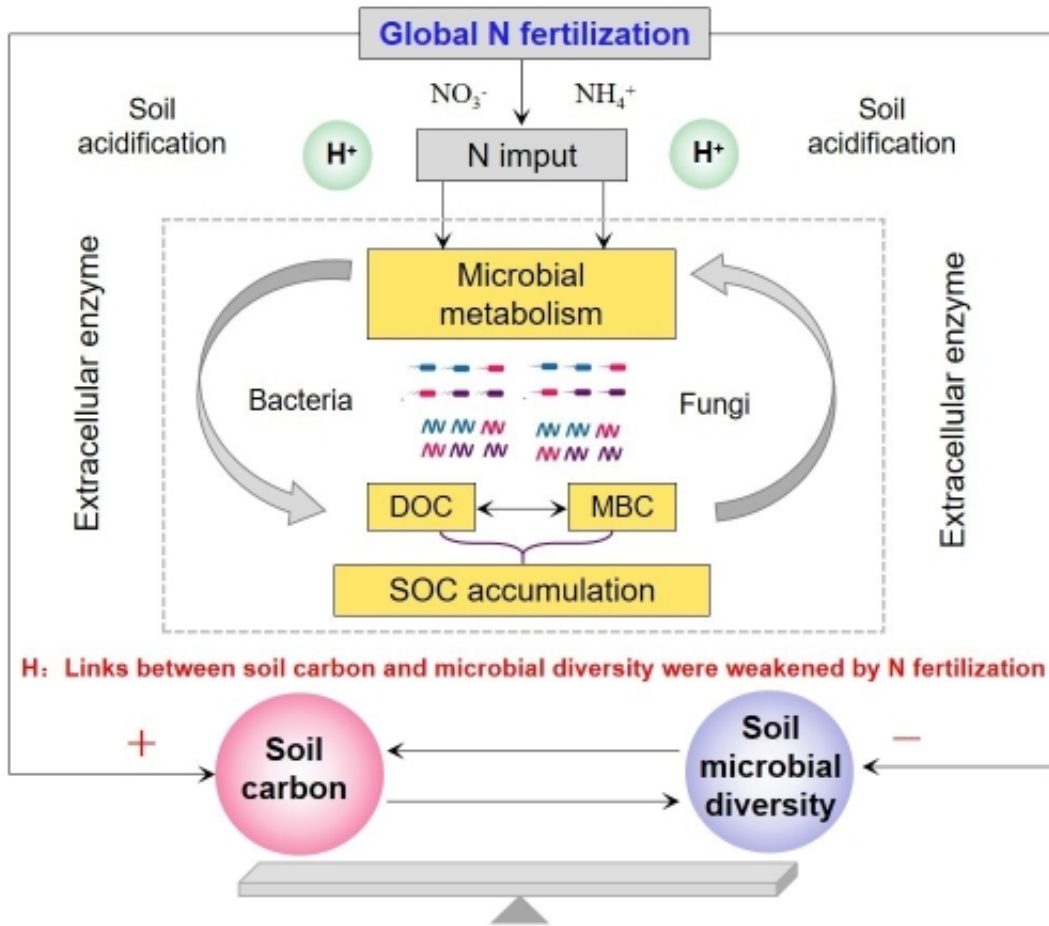 Global N fertilization
NO₃⁻
NH₄⁺
Soil
acidification
Soil
acidification
H⁺
N imput
H⁺
Extracellular enzyme
Microbial
metabolism
Extracellular enzyme
Bacteria
Fungi
DOC
MBC
SOC accumulation
H: Links between soil carbon and microbial diversity were weakened by N fertilization
+
Soil
carbon
Soil
microbial
diversity
−